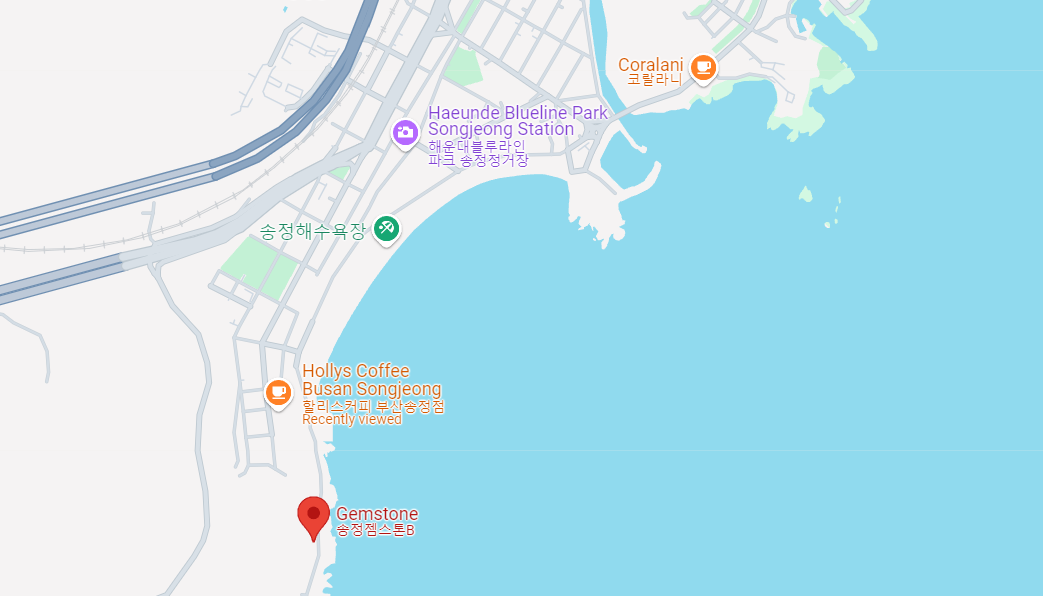 Coralani
코랄라니
Haeunde Blueline Park
Songjeong Station
해운대블루라인
파크 송정정거장
송정해수욕장
Hollys Coffee
Busan Songjeong
할리스커피 부산송정점
Recently viewed
Gemstone
송정젬스톤B